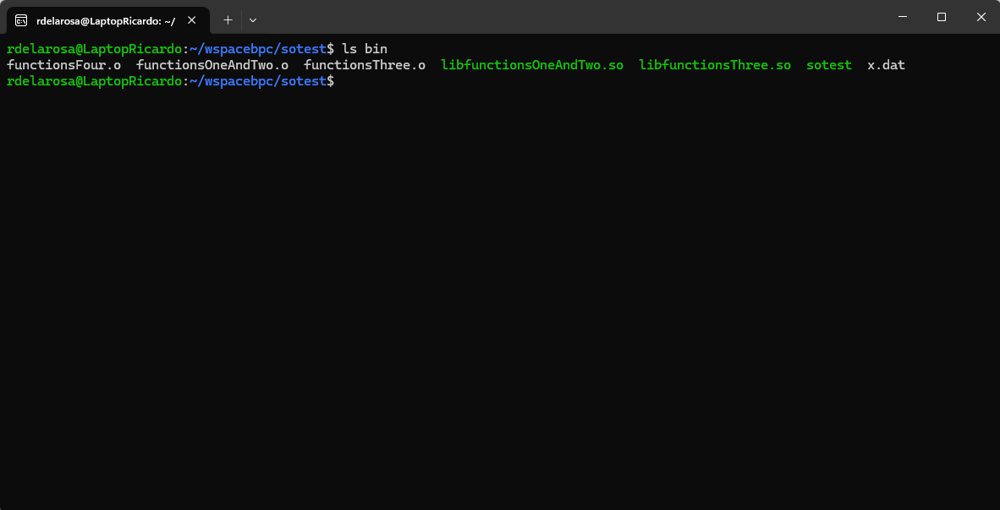 rdelarosa@LaptopRicardo: ~/
rdelarosa@LaptopRicardo:~/wspacebpc/sotest$ ls bin
functionsFour.o  functionsOneAndTwo.o  functionsThree.o  libfunctionsOneAndTwo.so  libfunctionsThree.so  sotest  x.dat
rdelarosa@LaptopRicardo:~/wspacebpc/sotest$